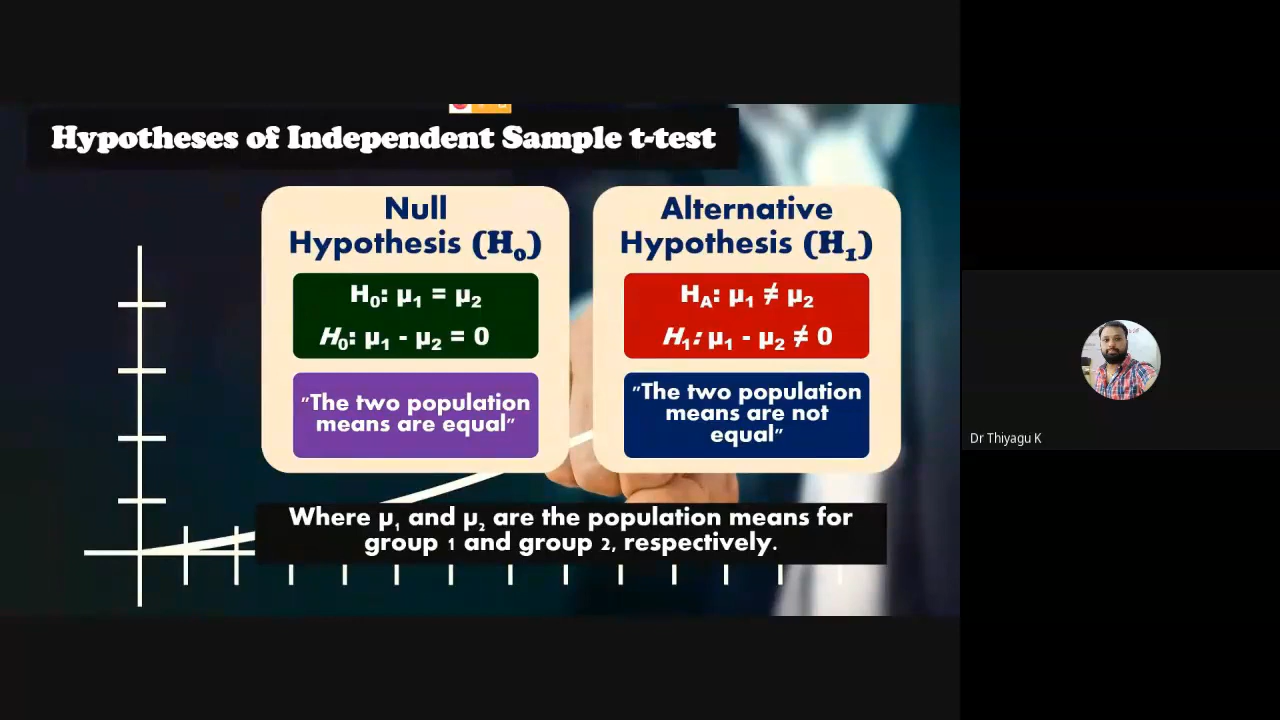 Hypotheses of Independent Sample t-test
Null
Hypothesis (H₀)
H₀: μ₁ = μ₂
H₀: μ₁ - μ₂ = 0
"The two population
means are equal"
Alternative
Hypothesis (H₁)
Hᴀ: μ₁ ≠ μ₂
H₁: μ₁ - μ₂ ≠ 0
"The two population
means are not
equal"
Where μ₁ and μ₂ are the population means for
group 1 and group 2, respectively.
Dr Thiyagu K